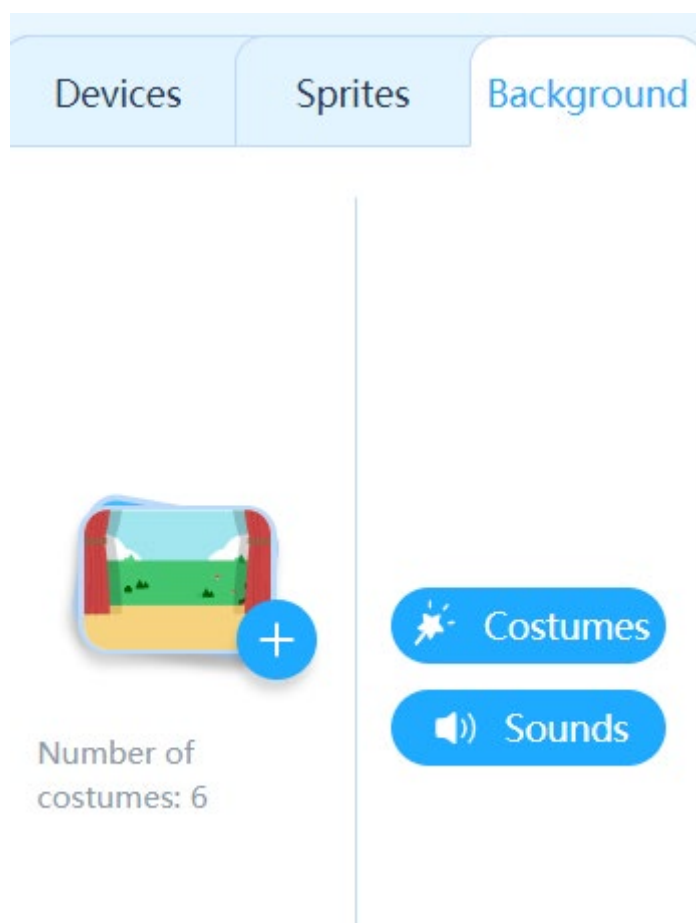 Devices
Sprites
Background
Costumes
Sounds
Number of
costumes: 6